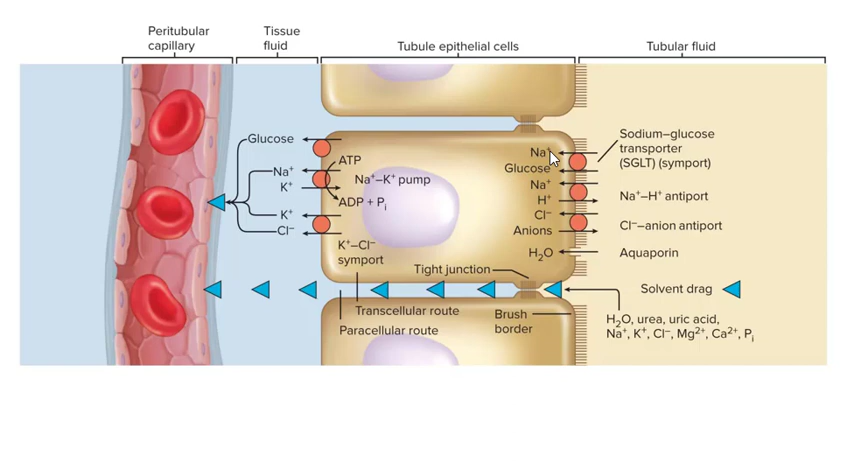 Peritubular
capillary
Tissue
fluid
Tubule epithelial cells
Tubular fluid
Glucose
Na⁺
K⁺
K⁺
Cl⁻
ATP
Na⁺–K⁺ pump
ADP + Pᵢ
K⁺–Cl⁻
symport
Na⁺
Glucose
Na⁺
H⁺
Cl⁻
Anions
H₂O
Sodium–glucose
transporter
(SGLT) (symport)
Na⁺–H⁺ antiport
Cl⁻–anion antiport
Aquaporin
Tight junction
Solvent drag
Transcellular route
Paracellular route
Brush
border
H₂O, urea, uric acid,
Na⁺, K⁺, Cl⁻, Mg²⁺, Ca²⁺, Pᵢ